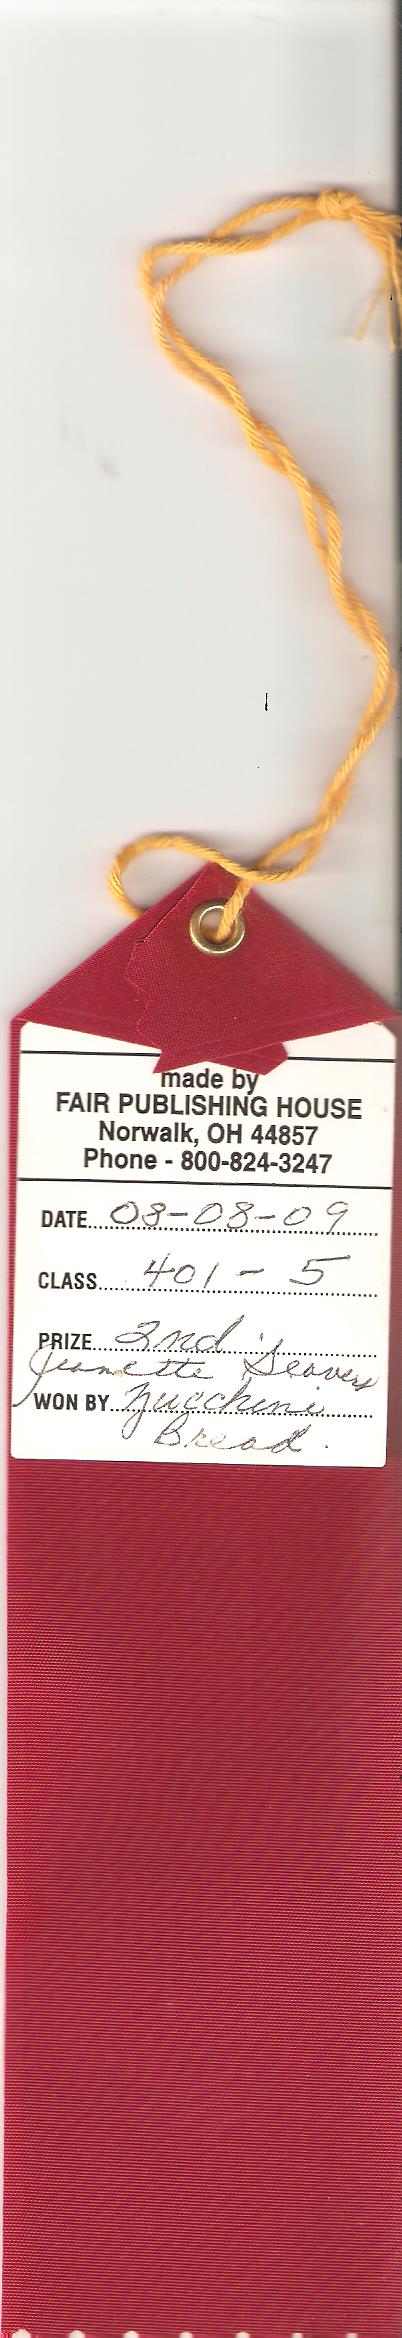 made by
FAIR PUBLISHING HOUSE
Norwalk, OH 44857
Phone - 800-824-3247
DATE 08-08-09
CLASS 401 - 5
PRIZE 2nd
Jeanette Seavers
WON BY Zucchini
Bread.